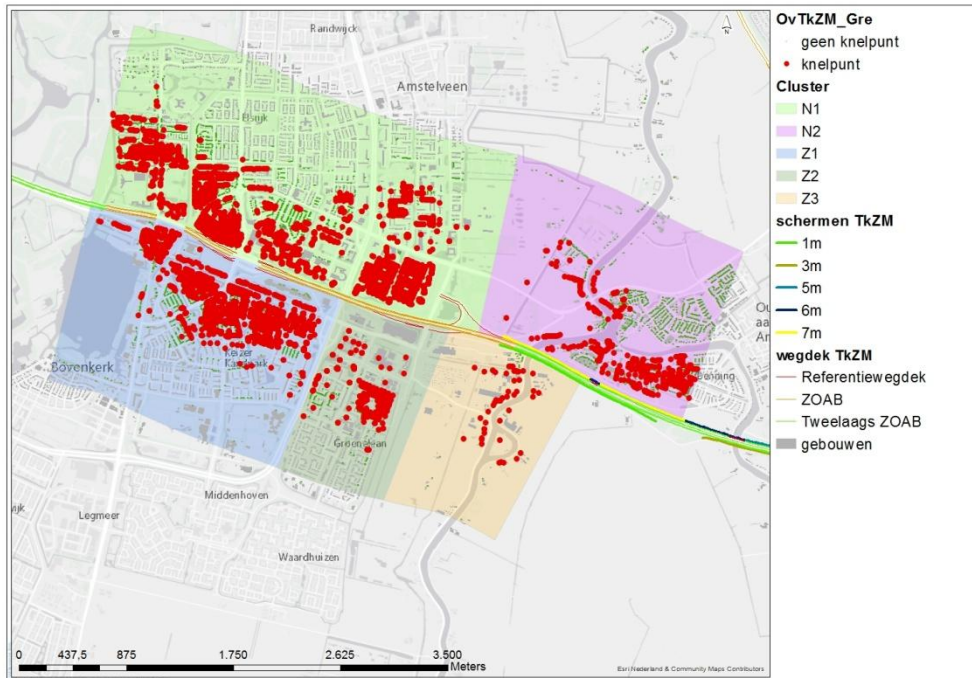 Randwijck
Amstelveen
Elsrijk
Bovenkerk
Keizer
Karelpark
Groenelaan
Middenhoven
Legmeer
Waardhuizen
0 437,5 875 1.750 2.625 3.500
Meters
Esri Nederland & Community Maps Contributors
N
OvTkZM_Gre
geen knelpunt
knelpunt
Cluster
N1
N2
Z1
Z2
Z3
schermen TkZM
1m
3m
5m
6m
7m
wegdek TkZM
Referentiewegdek
ZOAB
Tweelaags ZOAB
gebouwen